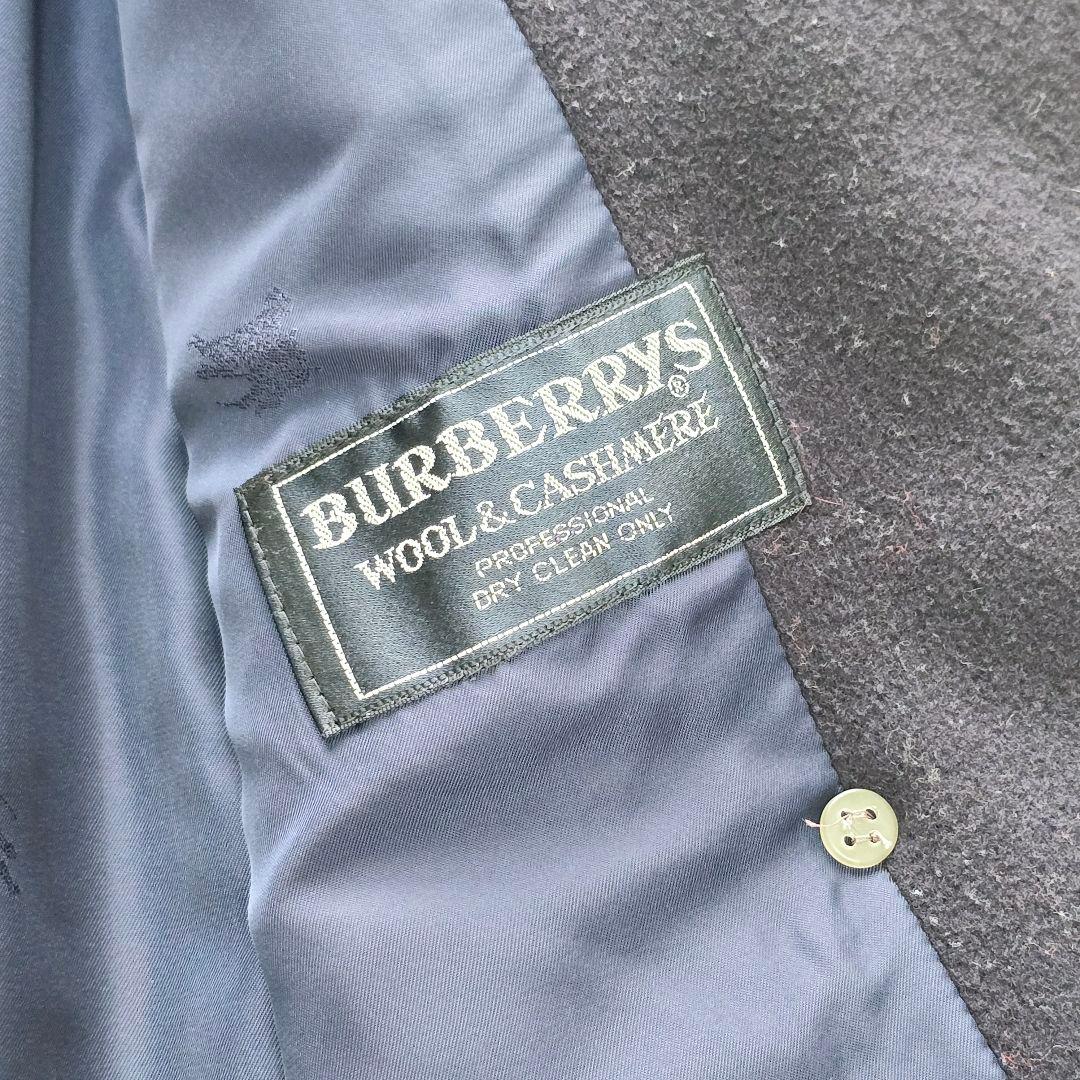 BURBERRYS®
WOOL & CASHMERE
PROFESSIONAL
DRY CLEAN ONLY